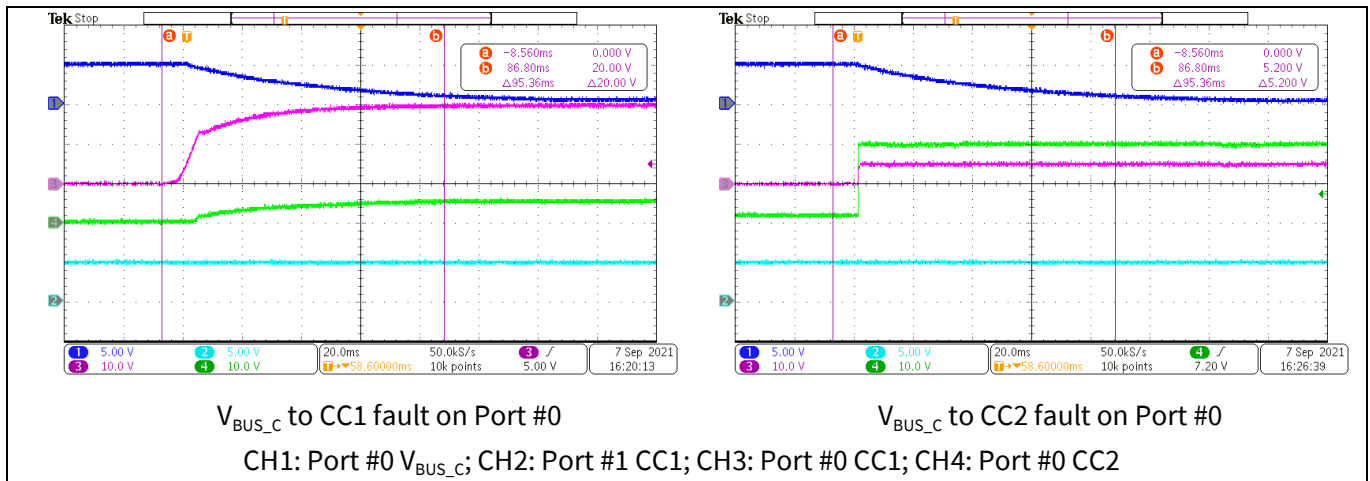 Tek Stop
T
a T b
a −8.560ms 0.000 V
b 86.80ms 20.00 V
Δ95.36ms Δ20.00 V
1
3
4
2
1 5.00 V 2 5.00 V 20.0ms 50.0kS/s 3 7 Sep 2021
3 10.0 V 4 10.0 V T→▼58.60000ms 10k points 5.00 V 16:20:13
Tek Stop
T
a T b
a −8.560ms 0.000 V
b 86.80ms 5.200 V
Δ95.36ms Δ5.200 V
1
3
4
2
1 5.00 V 2 5.00 V 20.0ms 50.0kS/s 4 7 Sep 2021
3 10.0 V 4 10.0 V T→▼58.60000ms 10k points 7.20 V 16:26:39
VBUS_C to CC1 fault on Port #0
VBUS_C to CC2 fault on Port #0
CH1: Port #0 VBUS_C; CH2: Port #1 CC1; CH3: Port #0 CC1; CH4: Port #0 CC2